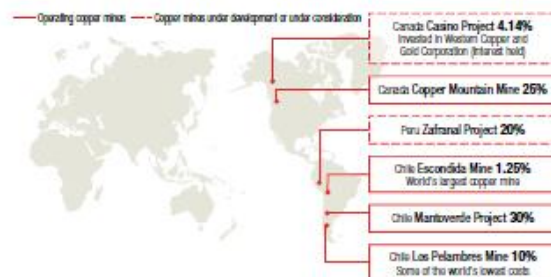 Operating copper mines
Copper mines under development or under consideration
Canada Casino Project 4.14%
Invested in Western Copper and
Gold Corporation (interest held)
Canada Copper Mountain Mine 25%
Peru Zafranal Project 20%
Chile Escondida Mine 1.25%
World's largest copper mine
Chile Mantoverde Project 30%
Chile Los Pelambres Mine 10%
Some of the world's lowest costs